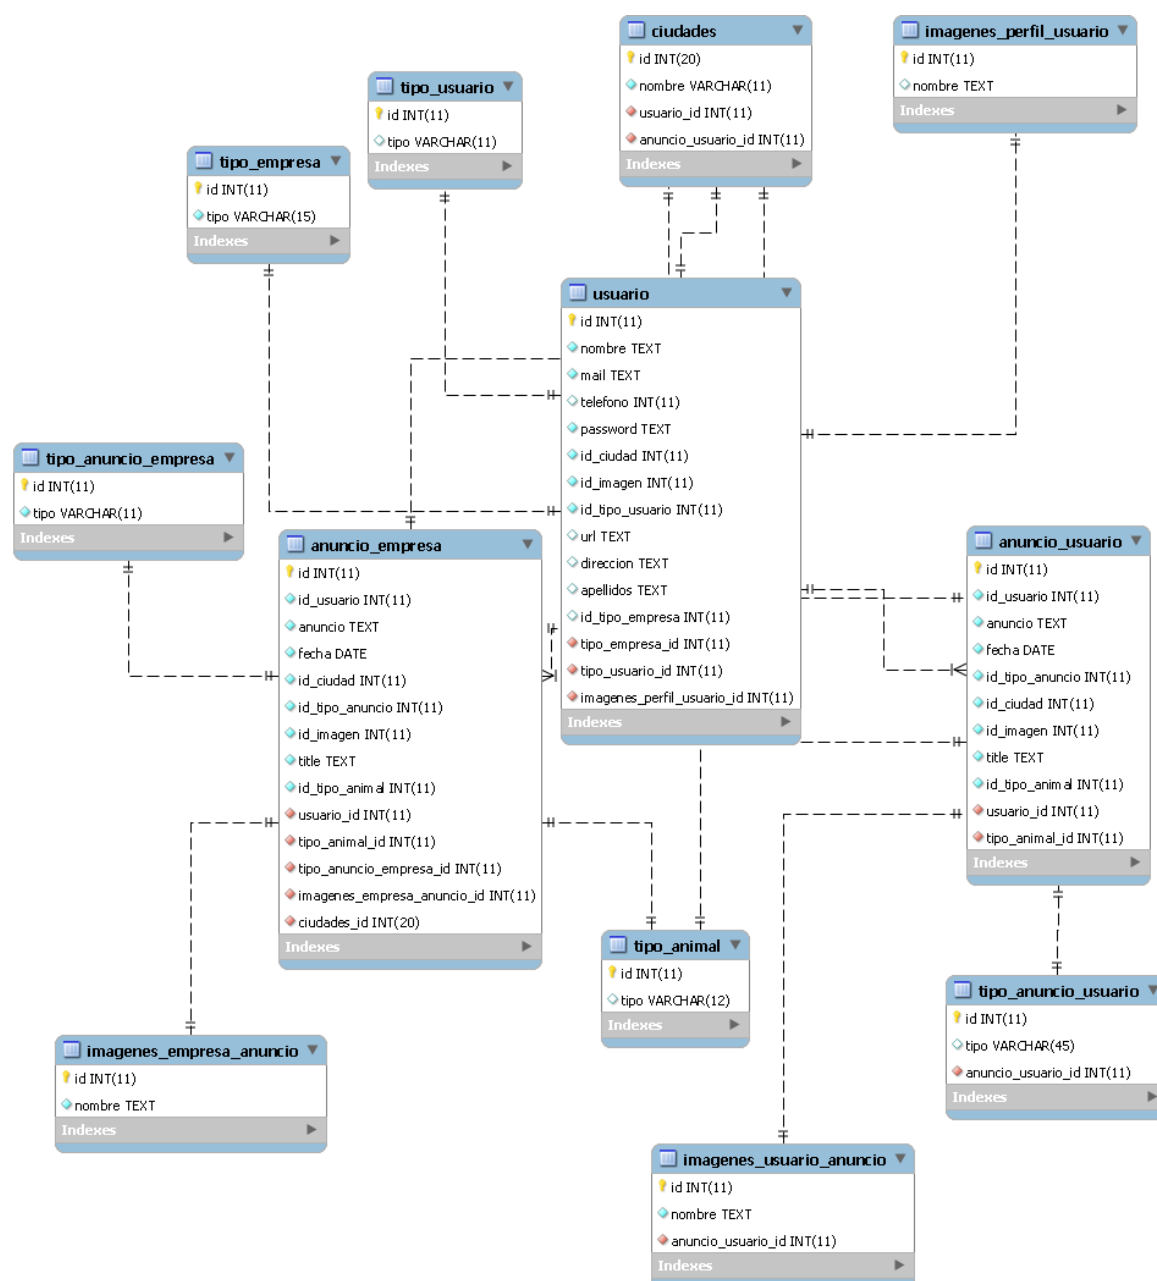 ciudades
id INT(20)
nombre VARCHAR(11)
usuario_id INT(11)
anuncio_usuario_id INT(11)
Indexes
imagenes_perfil_usuario
id INT(11)
nombre TEXT
Indexes
tipo_usuario
id INT(11)
tipo VARCHAR(11)
Indexes
tipo_empresa
id INT(11)
tipo VARCHAR(15)
Indexes
usuario
id INT(11)
nombre TEXT
mail TEXT
telefono INT(11)
password TEXT
id_ciudad INT(11)
id_imagen INT(11)
id_tipo_usuario INT(11)
url TEXT
direccion TEXT
apellidos TEXT
id_tipo_empresa INT(11)
tipo_empresa_id INT(11)
tipo_usuario_id INT(11)
imagenes_perfil_usuario_id INT(11)
Indexes
tipo_anuncio_empresa
id INT(11)
tipo VARCHAR(11)
Indexes
anuncio_empresa
id INT(11)
id_usuario INT(11)
anuncio TEXT
fecha DATE
id_ciudad INT(11)
id_tipo_anuncio INT(11)
id_imagen INT(11)
title TEXT
id_tipo_animal INT(11)
usuario_id INT(11)
tipo_animal_id INT(11)
tipo_anuncio_empresa_id INT(11)
imagenes_empresa_anuncio_id INT(11)
ciudades_id INT(20)
Indexes
anuncio_usuario
id INT(11)
id_usuario INT(11)
anuncio TEXT
fecha DATE
id_tipo_anuncio INT(11)
id_ciudad INT(11)
id_imagen INT(11)
title TEXT
id_tipo_animal INT(11)
usuario_id INT(11)
tipo_animal_id INT(11)
Indexes
tipo_animal
id INT(11)
tipo VARCHAR(12)
Indexes
tipo_anuncio_usuario
id INT(11)
tipo VARCHAR(45)
anuncio_usuario_id INT(11)
Indexes
imagenes_empresa_anuncio
id INT(11)
nombre TEXT
Indexes
imagenes_usuario_anuncio
id INT(11)
nombre TEXT
anuncio_usuario_id INT(11)
Indexes